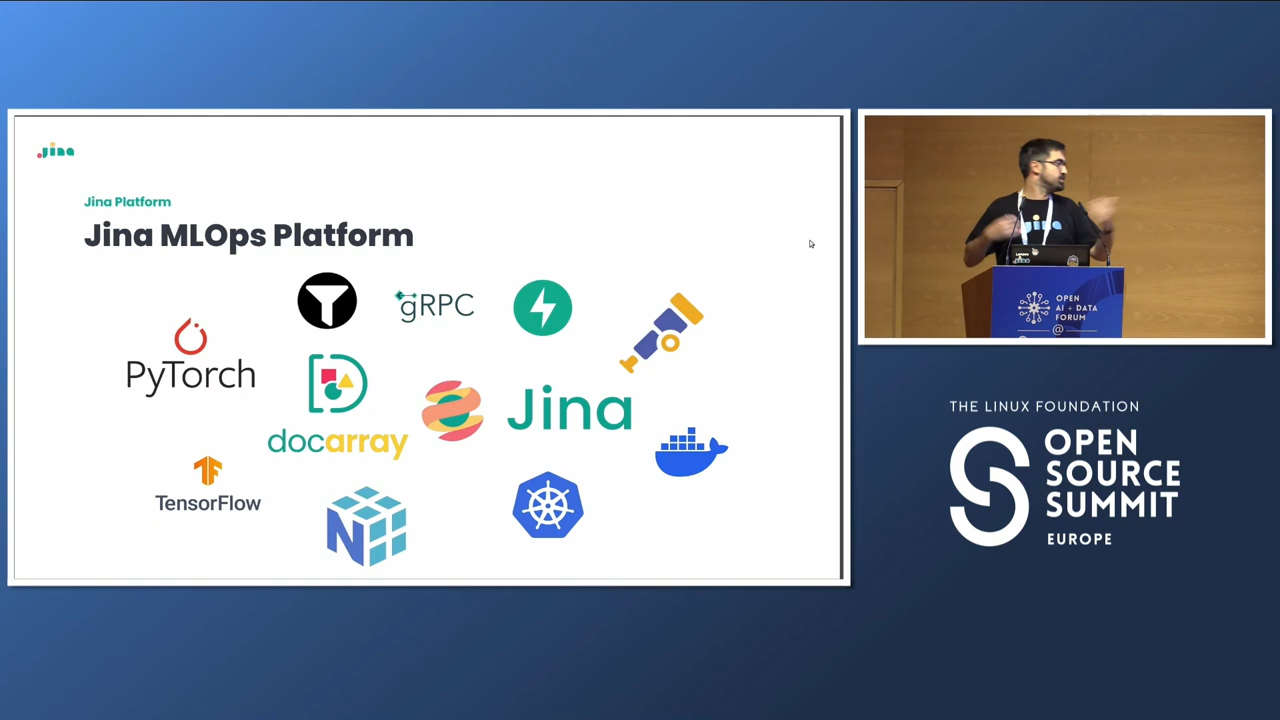 Jina
Jina Platform
Jina MLOps Platform
gRPC
PyTorch
docarray
Jina
TensorFlow
N
Jina
OPEN
AI + DATA
FORUM
@
THE LINUX FOUNDATION
OPEN
SOURCE
SUMMIT
EUROPE